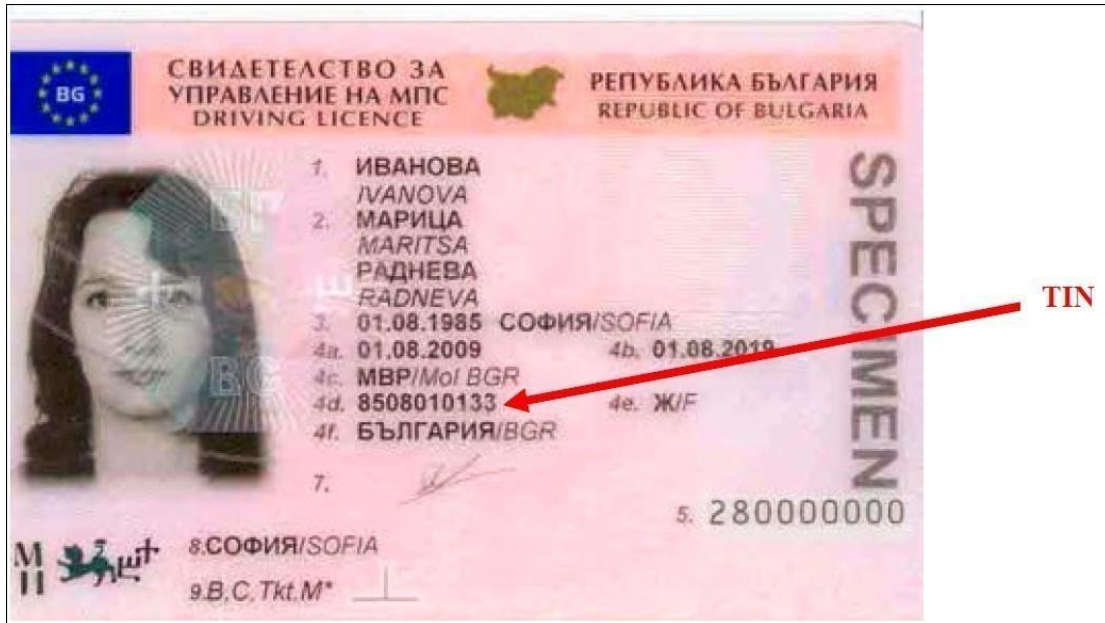 BG
СВИДЕТЕЛСТВО ЗА
УПРАВЛЕНИЕ НА МПС
DRIVING LICENCE
РЕПУБЛИКА БЪЛГАРИЯ
REPUBLIC OF BULGARIA
SPECIMEN
1. ИВАНОВА
IVANOVA
2. МАРИЦА
MARITSA
РАДНЕВА
RADNEVA
3. 01.08.1985 СОФИЯ/SOFIA
4a. 01.08.2009 4b. 01.08.2019
4c. МВР/MoI BGR
4d. 8508010133 4e. Ж/F
4f. БЪЛГАРИЯ/BGR
TIN
7.
5. 280000000
8.СОФИЯ/SOFIA
9.B,C,Tkt,M*
БГ
BG